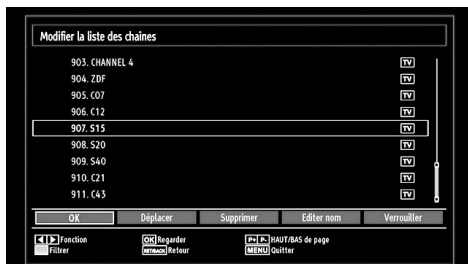 Modifier la liste des chaînes
903. CHANNEL 4 TV
904. ZDF TV
905. C07 TV
906. C12 TV
907. S15 TV
908. S20 TV
909. S40 TV
910. C21 TV
911. C43 TV
OK Déplacer Supprimer Editer nom Verrouiller
Fonction OK Regarder P+ P- HAUT/BAS de page
Filtrer RET/BACK Retour MENU Quitter